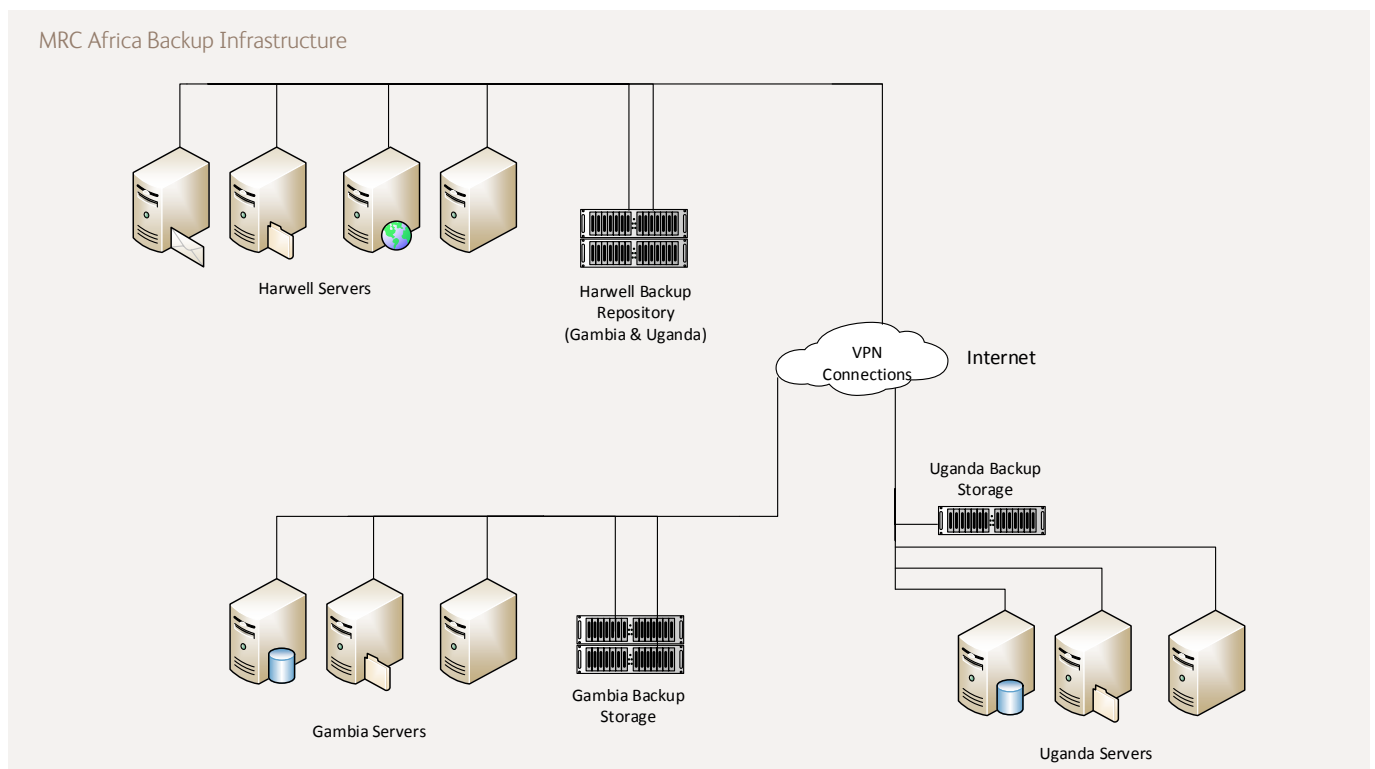 MRC Africa Backup Infrastructure
Harwell Servers
Harwell Backup
Repository
(Gambia & Uganda)
VPN
Connections
Internet
Uganda Backup
Storage
Gambia Backup
Storage
Gambia Servers
Uganda Servers